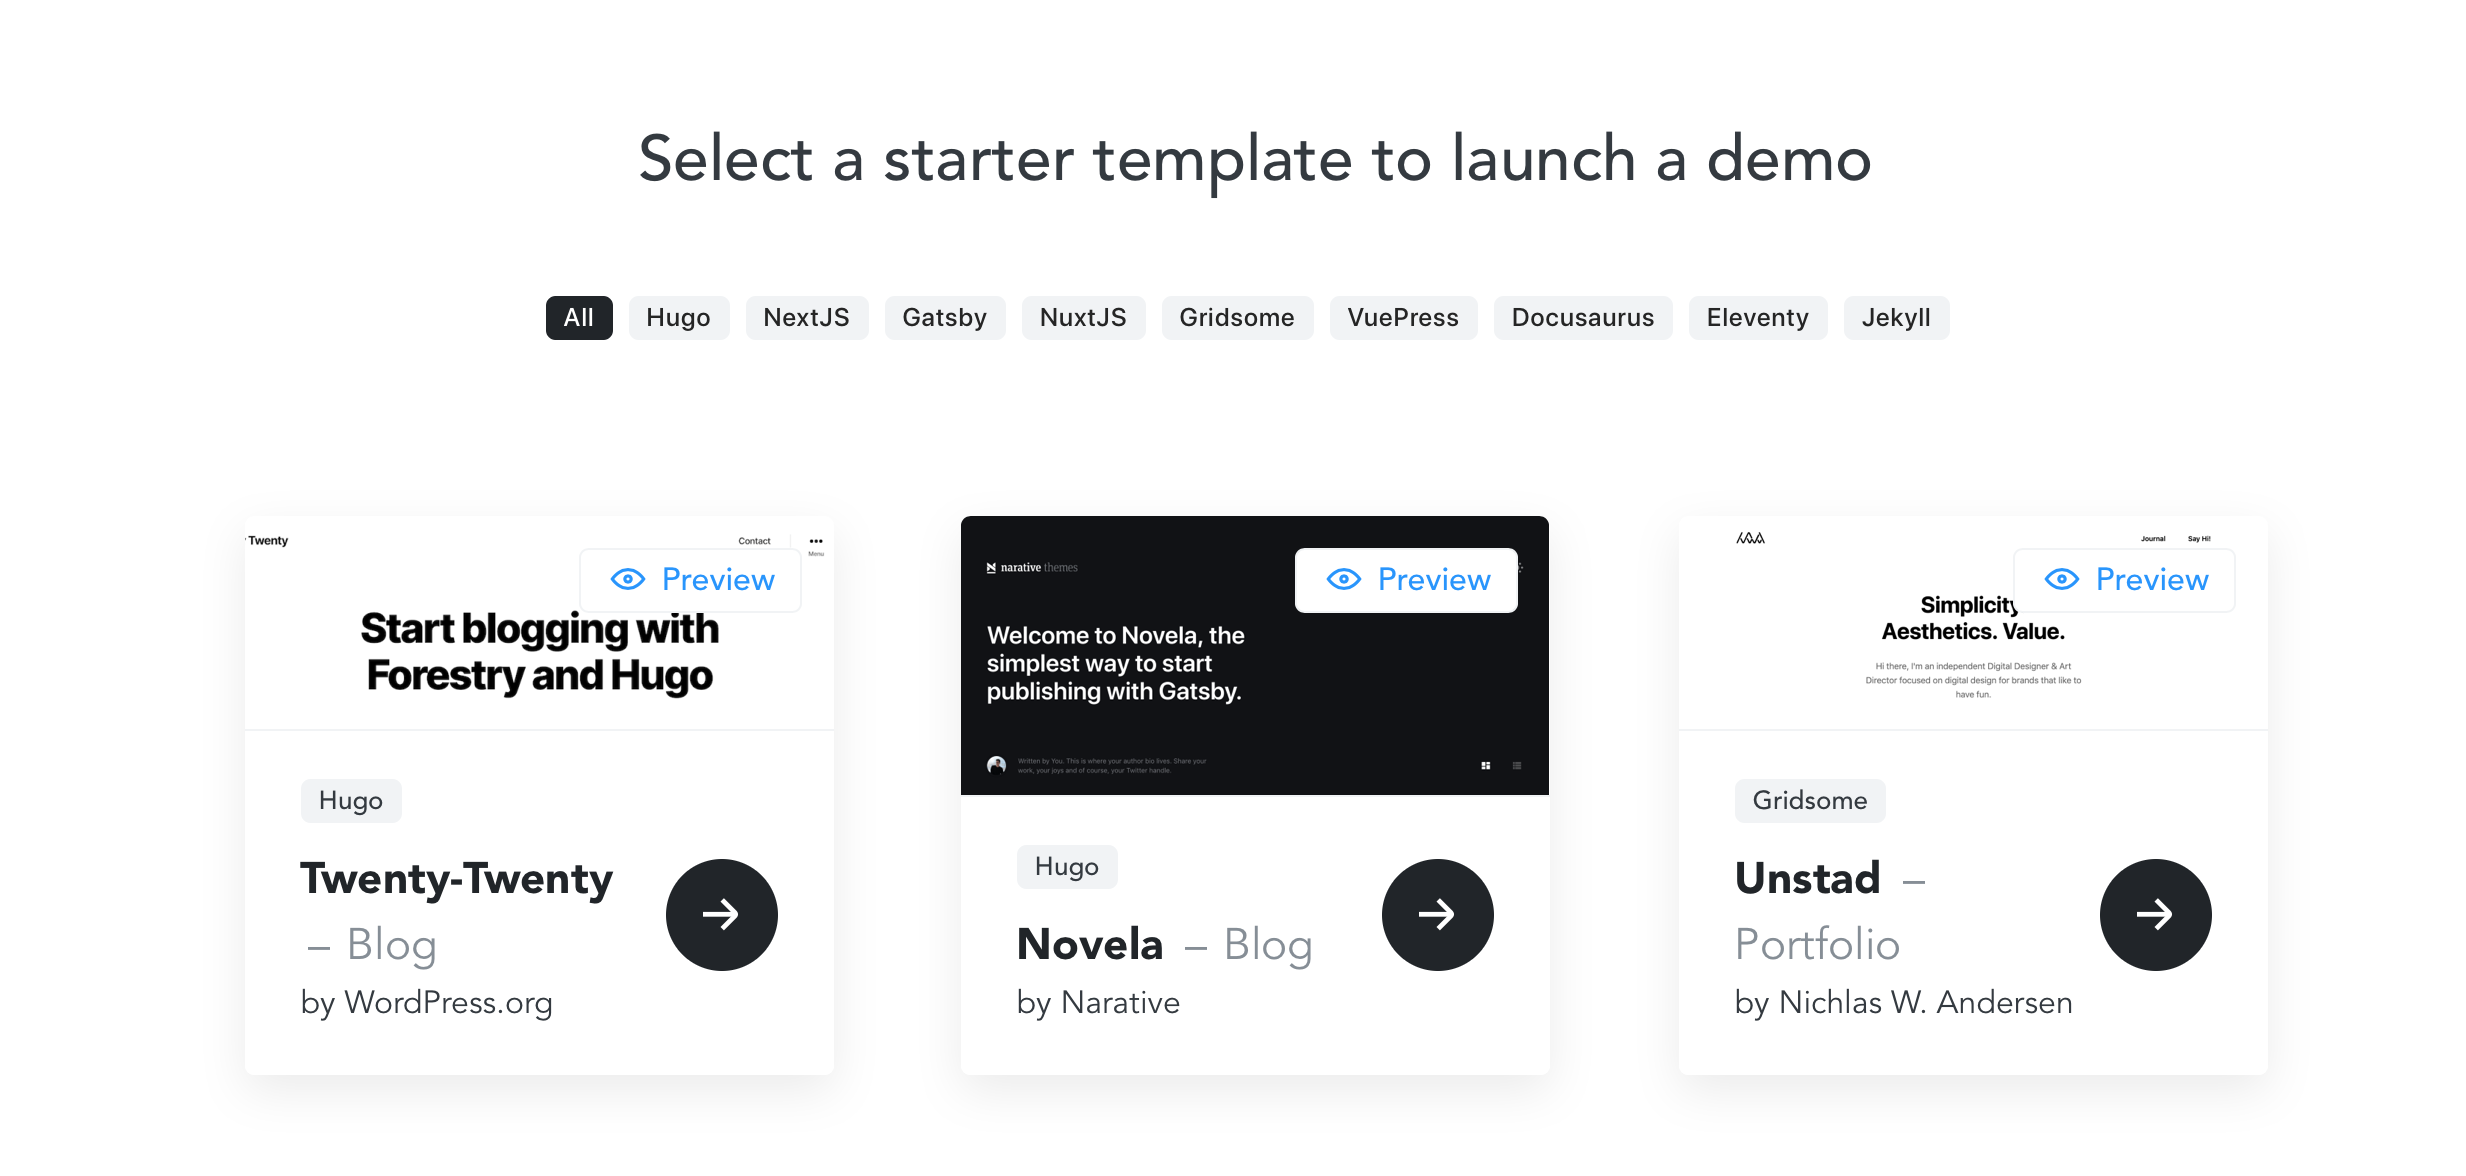 Select a starter template to launch a demo
All Hugo NextJS Gatsby NuxtJS Gridsome VuePress Docusaurus Eleventy Jekyll
Twenty Contact
Menu
Preview
Start blogging with
Forestry and Hugo
Hugo
Twenty-Twenty
– Blog
by WordPress.org
narative themes
Preview
Welcome to Novela, the
simplest way to start
publishing with Gatsby.
Written by You. This is where your author bio lives. Share your
work, your joys and of course, your Twitter handle.
Hugo
Novela – Blog
by Narative
Journal Say Hi!
Preview
Simplicity
Aesthetics. Value.
Hi there, I'm an independent Digital Designer & Art
Director focused on digital design for brands that like to
have fun.
Gridsome
Unstad –
Portfolio
by Nichlas W. Andersen